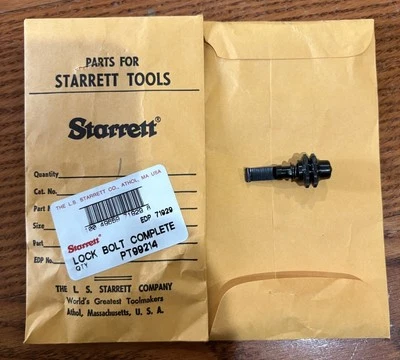 PARTS FOR
STARRETT TOOLS
Starrett
Quantity
Cat. No.
Part
Size
Part
EDP No.
THE L.S. STARRETT CO., ATHOL, MA USA
EDP 71929
Starrett
LOCK BOLT COMPLETE
QTY PT99214
THE L. S. STARRETT COMPANY
World's Greatest Toolmakers
Athol, Massachusetts, U. S. A.